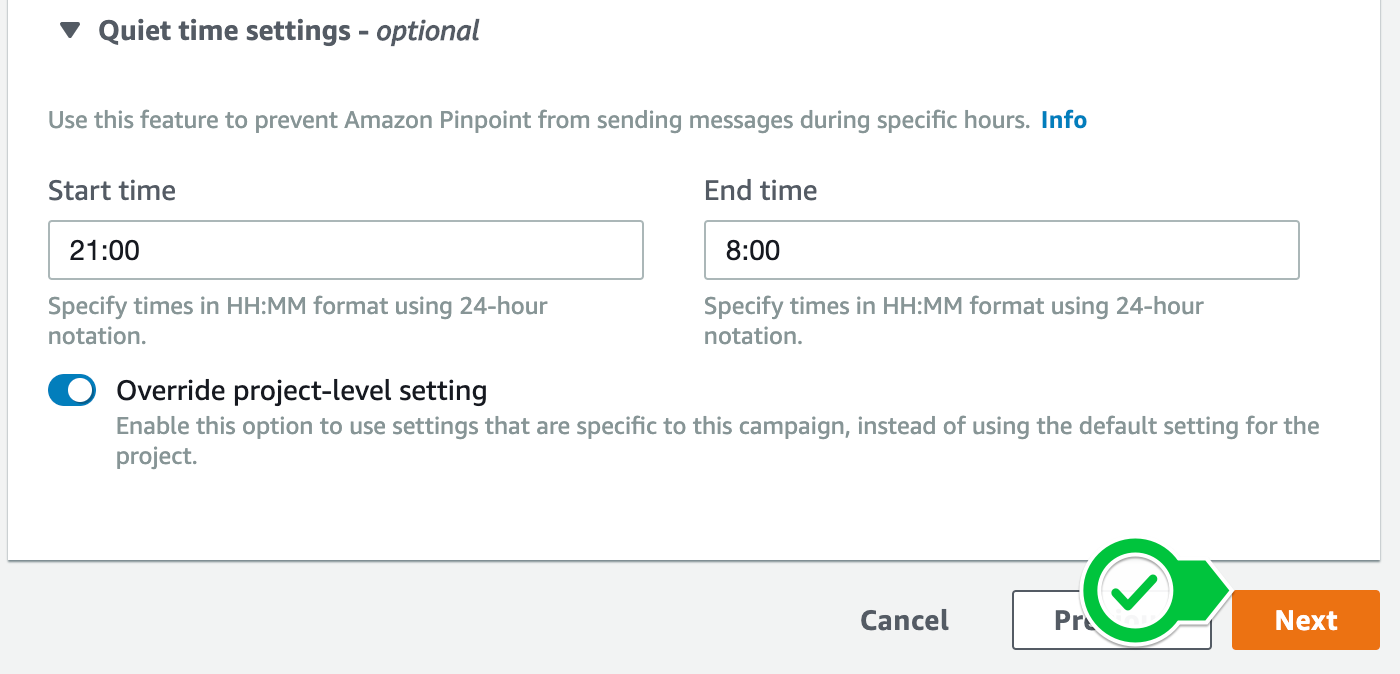 Quiet time settings - optional
Use this feature to prevent Amazon Pinpoint from sending messages during specific hours. Info
Start time
End time
21:00
8:00
Specify times in HH:MM format using 24-hour
notation.
Specify times in HH:MM format using 24-hour
notation.
Override project-level setting
Enable this option to use settings that are specific to this campaign, instead of using the default setting for the
project.
Cancel
Next